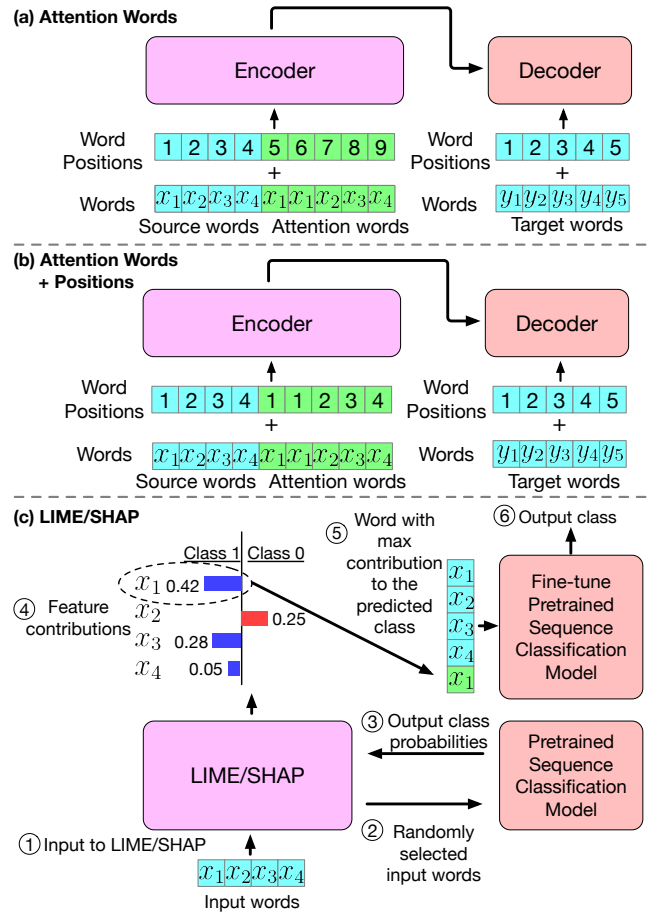 (a) Attention Words
Encoder
Decoder
Word Positions
1 2 3 4 5 6 7 8 9
+
Words
x₁ x₂ x₃ x₄ x₁ x₁ x₂ x₃ x₄
Source words
Attention words
Word Positions
1 2 3 4 5
+
Words
y₁ y₂ y₃ y₄ y₅
Target words
(b) Attention Words
+ Positions
Encoder
Decoder
Word
Positions
1 2 3 4 1 1 2 3 4
+
Words
x₁ x₂ x₃ x₄ x₁ x₁ x₂ x₃ x₄
Source words
Attention words
Word
Positions
1 2 3 4 5
+
Words
y₁ y₂ y₃ y₄ y₅
Target words
(c) LIME/SHAP
Class 1
Class 0
x₁ 0.42
x₂ 0.25
x₃ 0.28
x₄ 0.05
④ Feature
contributions
⑤ Word with
max
contribution
to the
predicted
class
x₁
x₂
x₃
x₄
x₁
⑥ Output class
Fine-tune
Pretrained
Sequence
Classification
Model
LIME/SHAP
③ Output class
probabilities
Pretrained
Sequence
Classification
Model
② Randomly
selected
input words
① Input to LIME/SHAP
x₁ x₂ x₃ x₄
Input words